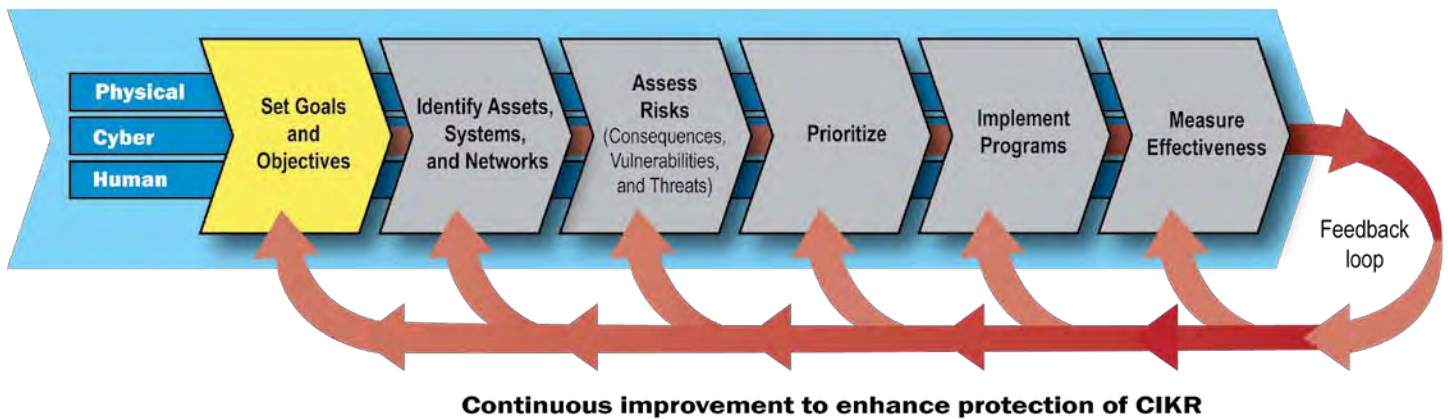 Physical
Cyber
Human
Set Goals
and
Objectives
Identify Assets,
Systems,
and Networks
Assess
Risks
(Consequences,
Vulnerabilities,
and Threats)
Prioritize
Implement
Programs
Measure
Effectiveness
Feedback
loop
Continuous improvement to enhance protection of CIKR